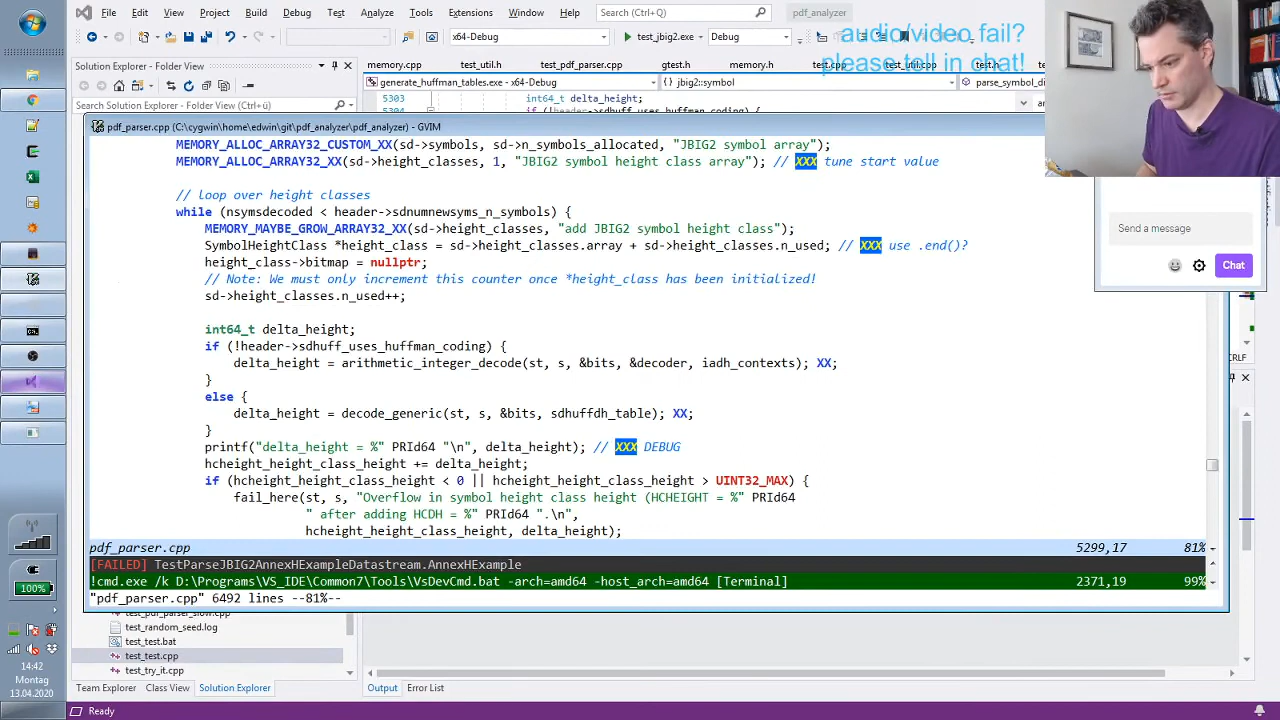 File Edit View Project Build Debug Test Analyze Tools Extensions Window Help Search (Ctrl+Q) pdf_analyzer
audio/video fail?
please tell in chat!
x64-Debug test_jbig2.exe Debug
Solution Explorer - Folder View
memory.cpp test_util.h test_pdf_parser.cpp gtest.h memory.h test.cpp test_util.cpp test.h
generate_huffman_tables.exe - x64-Debug jbig2::symbol parse_symbol_di
Search Solution Explorer - Folder View (Ctrl+ü)
5303 int64_t delta_height;
5304
pdf_parser.cpp (C:\cygwin\home\edwin\git\pdf_analyzer\pdf_analyzer) - GVIM
MEMORY_ALLOC_ARRAY32_CUSTOM_XX(sd->symbols, sd->n_symbols_allocated, "JBIG2 symbol array");
MEMORY_ALLOC_ARRAY32_XX(sd->height_classes, 1, "JBIG2 symbol height class array"); // XXX tune start value
// loop over height classes
while (nsymsdecoded < header->sdnumnewsyms_n_symbols) {
MEMORY_MAYBE_GROW_ARRAY32_XX(sd->height_classes, "add JBIG2 symbol height class");
SymbolHeightClass *height_class = sd->height_classes.array + sd->height_classes.n_used; // XXX use .end()?
height_class->bitmap = nullptr;
// Note: We must only increment this counter once *height_class has been initialized!
sd->height_classes.n_used++;
int64_t delta_height;
if (!header->sdhuff_uses_huffman_coding) {
delta_height = arithmetic_integer_decode(st, s, &bits, &decoder, iadh_contexts); XX;
}
else {
delta_height = decode_generic(st, s, &bits, sdhuffdh_table); XX;
}
printf("delta_height = %" PRId64 "\n", delta_height); // XXX DEBUG
hcheight_height_class_height += delta_height;
if (hcheight_height_class_height < 0 || hcheight_height_class_height > UINT32_MAX) {
fail_here(st, s, "Overflow in symbol height class height (HCHEIGHT = %" PRId64
" after adding HCDH = %" PRId64 ".\n",
hcheight_height_class_height, delta_height);
pdf_parser.cpp 5299,17 81%
[FAILED] TestParseJBIG2AnnexHExampleDatastream.AnnexHExample
!cmd.exe /k D:\Programs\VS_IDE\Common7\Tools\VsDevCmd.bat -arch=amd64 -host_arch=amd64 [Terminal] 2371,19 99%
"pdf_parser.cpp" 6492 lines --81%--
Send a message
Chat
CRLF
test_pdf_parser_slow.cpp
test_random_seed.log
test_test.bat
test_test.cpp
test_try_it.cpp
Team Explorer Class View Solution Explorer Output Error List
Ready
100%
14:42
Montag
13.04.2020